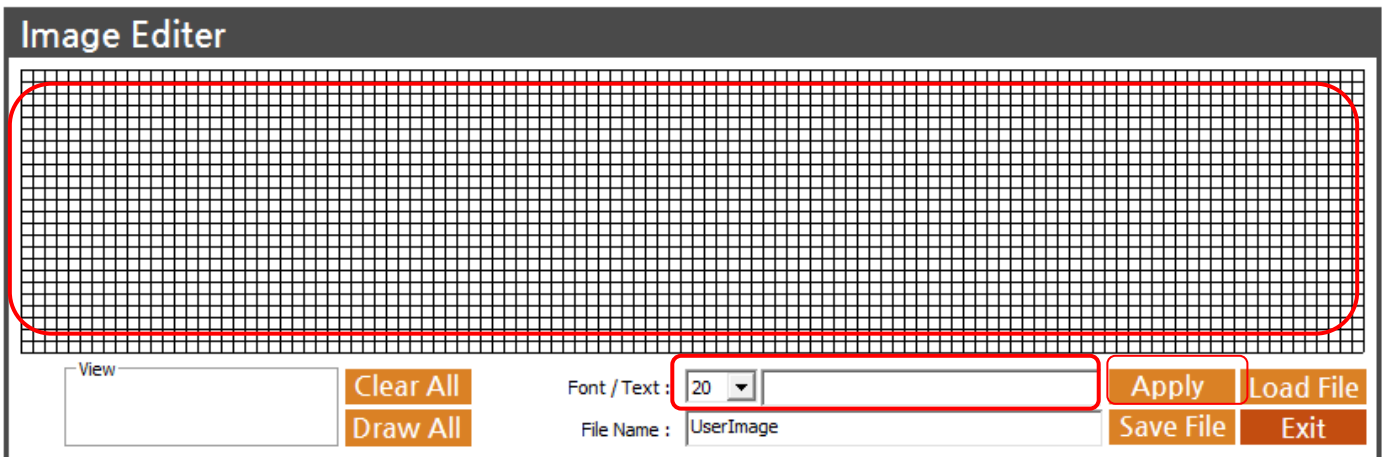 Image Editer
View
Clear All
Font / Text : 20
Apply
Load File
Draw All
File Name : UserImage
Save File
Exit